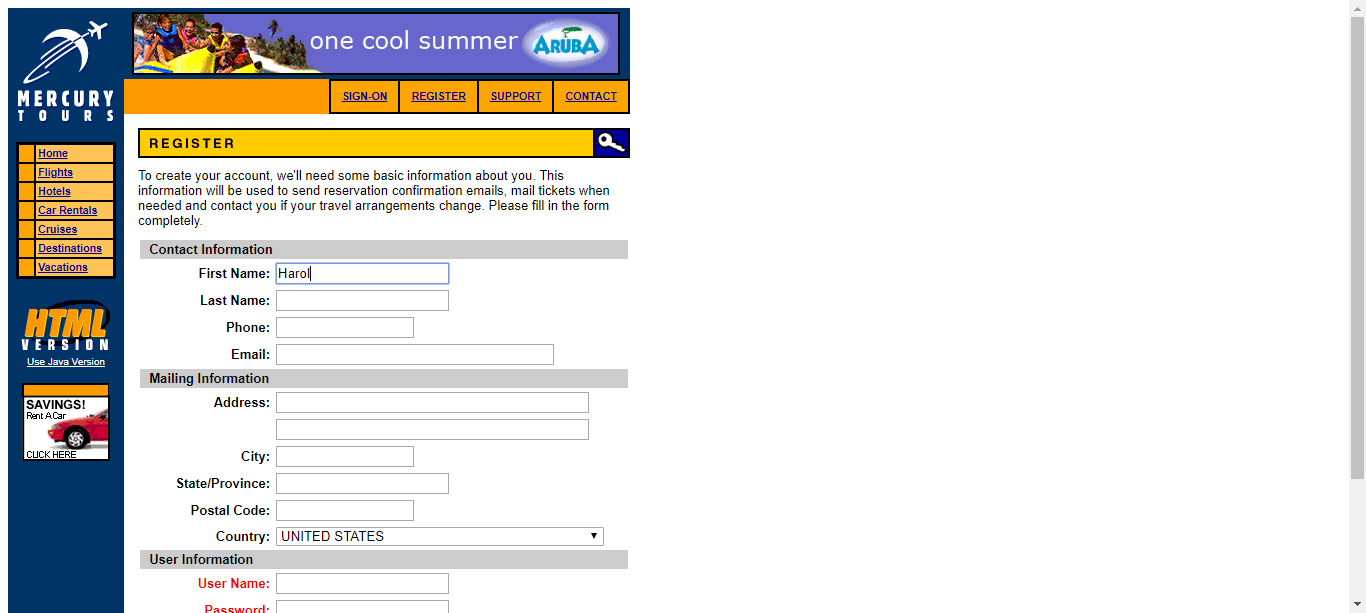 MERCURY
TOURS
one cool summer
ARUBA
SIGN-ON
REGISTER
SUPPORT
CONTACT
Home
Flights
Hotels
Car Rentals
Cruises
Destinations
Vacations
HTML
VERSION
Use Java Version
SAVINGS!
Rent A Car
CLICK HERE
REGISTER
To create your account, we'll need some basic information about you. This
information will be used to send reservation confirmation emails, mail tickets when
needed and contact you if your travel arrangements change. Please fill in the form
completely.
Contact Information
First Name: Harol
Last Name:
Phone:
Email:
Mailing Information
Address:
City:
State/Province:
Postal Code:
Country: UNITED STATES
User Information
User Name:
Password: